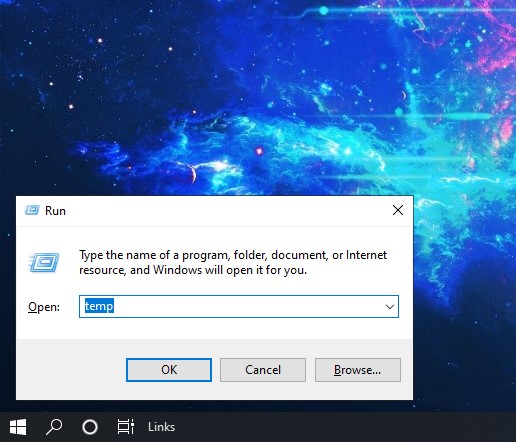 Run
Type the name of a program, folder, document, or Internet
resource, and Windows will open it for you.
Open: temp
OK Cancel Browse...
Links